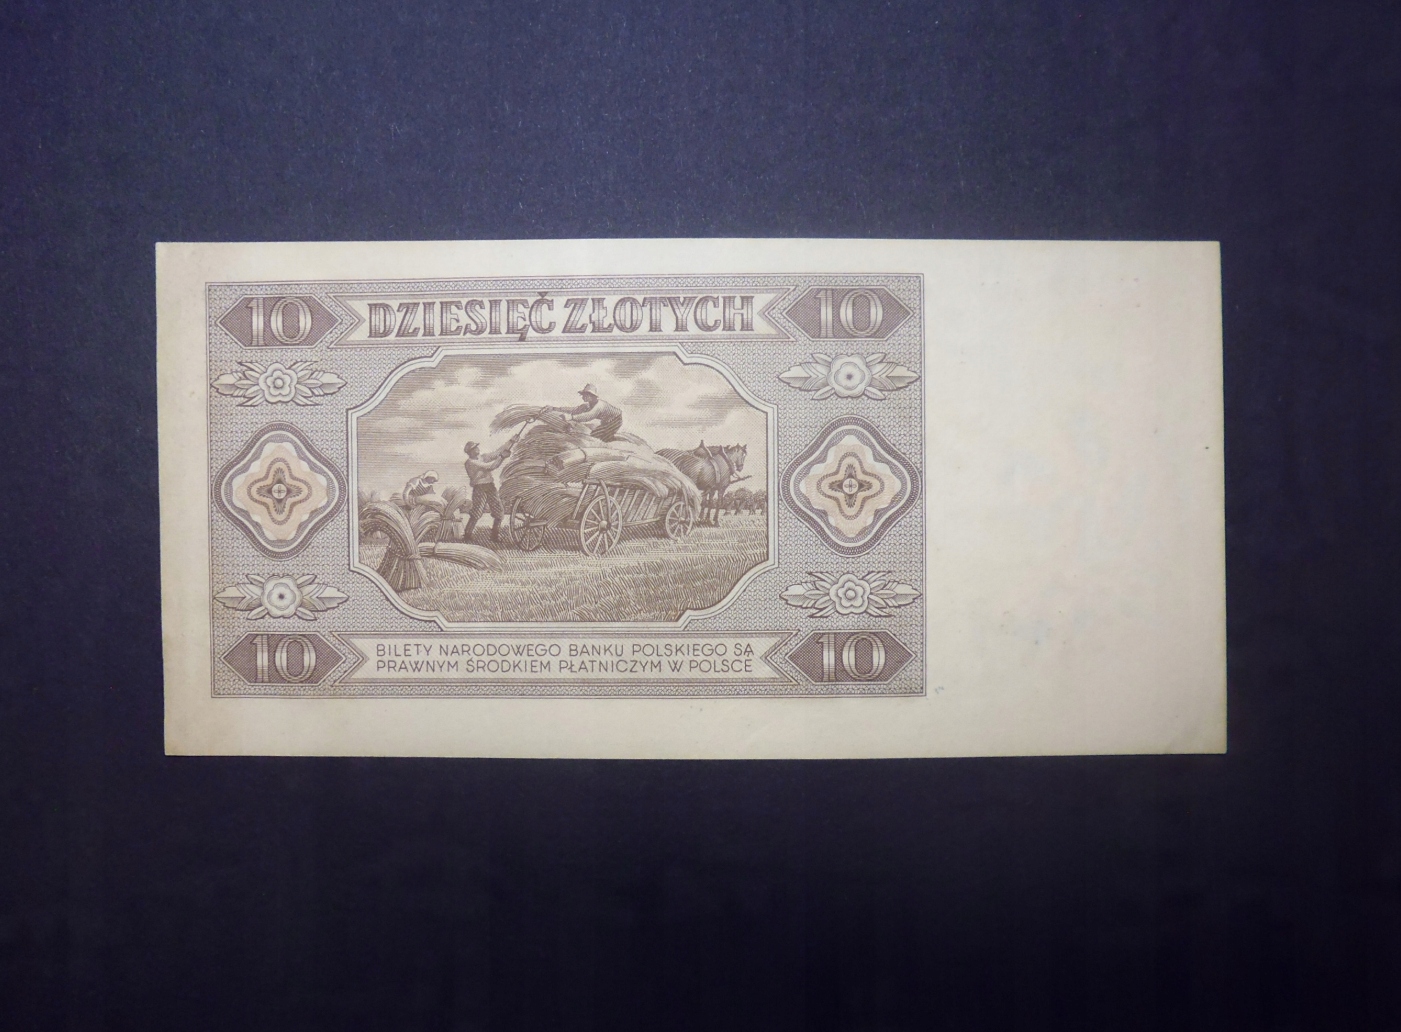 10 DZIESIĘĆ ZŁOTYCH 10
10 BILETY NARODOWEGO BANKU POLSKIEGO SĄ 10
PRAWNYM ŚRODKIEM PŁATNICZYM W POLSCE